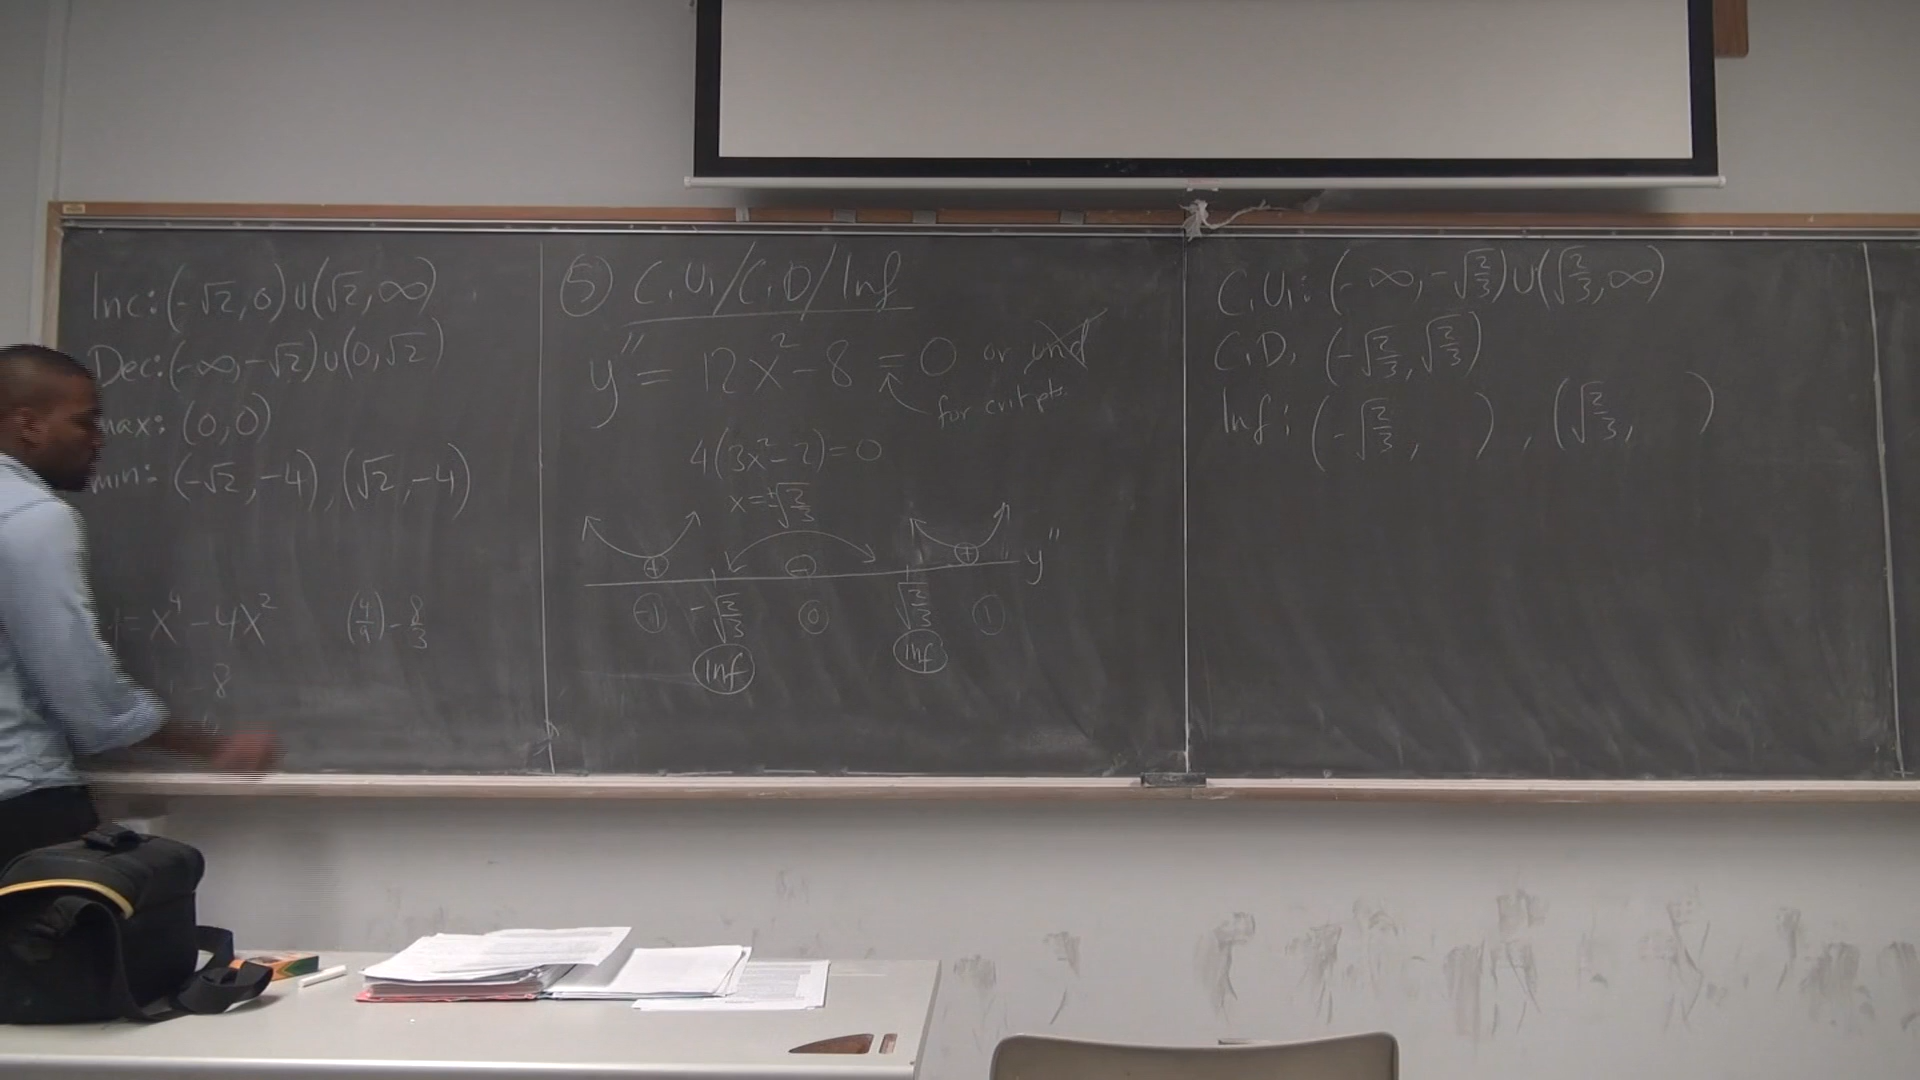 Inc: (-√2, 0) ∪ (√2, ∞)
Dec: (-∞, -√2) ∪ (0, √2)
max: (0,0)
min: (-√2, -4), (√2, -4)
= x⁴ - 4x²
(4/9) - 8/3
- 8
⑤ C.U./C.D/Inf
y'' = 12x² - 8 = 0 or und
for crit pts.
4(3x² - 2) = 0
x = ±√(2/3)
+ - + y''
-1 -√(2/3) 0 √(2/3) 1
Inf Inf
C.U.: (-∞, -√(2/3)) ∪ (√(2/3), ∞)
C.D. (-√(2/3), √(2/3))
Inf: (-√(2/3), ), (√(2/3), )